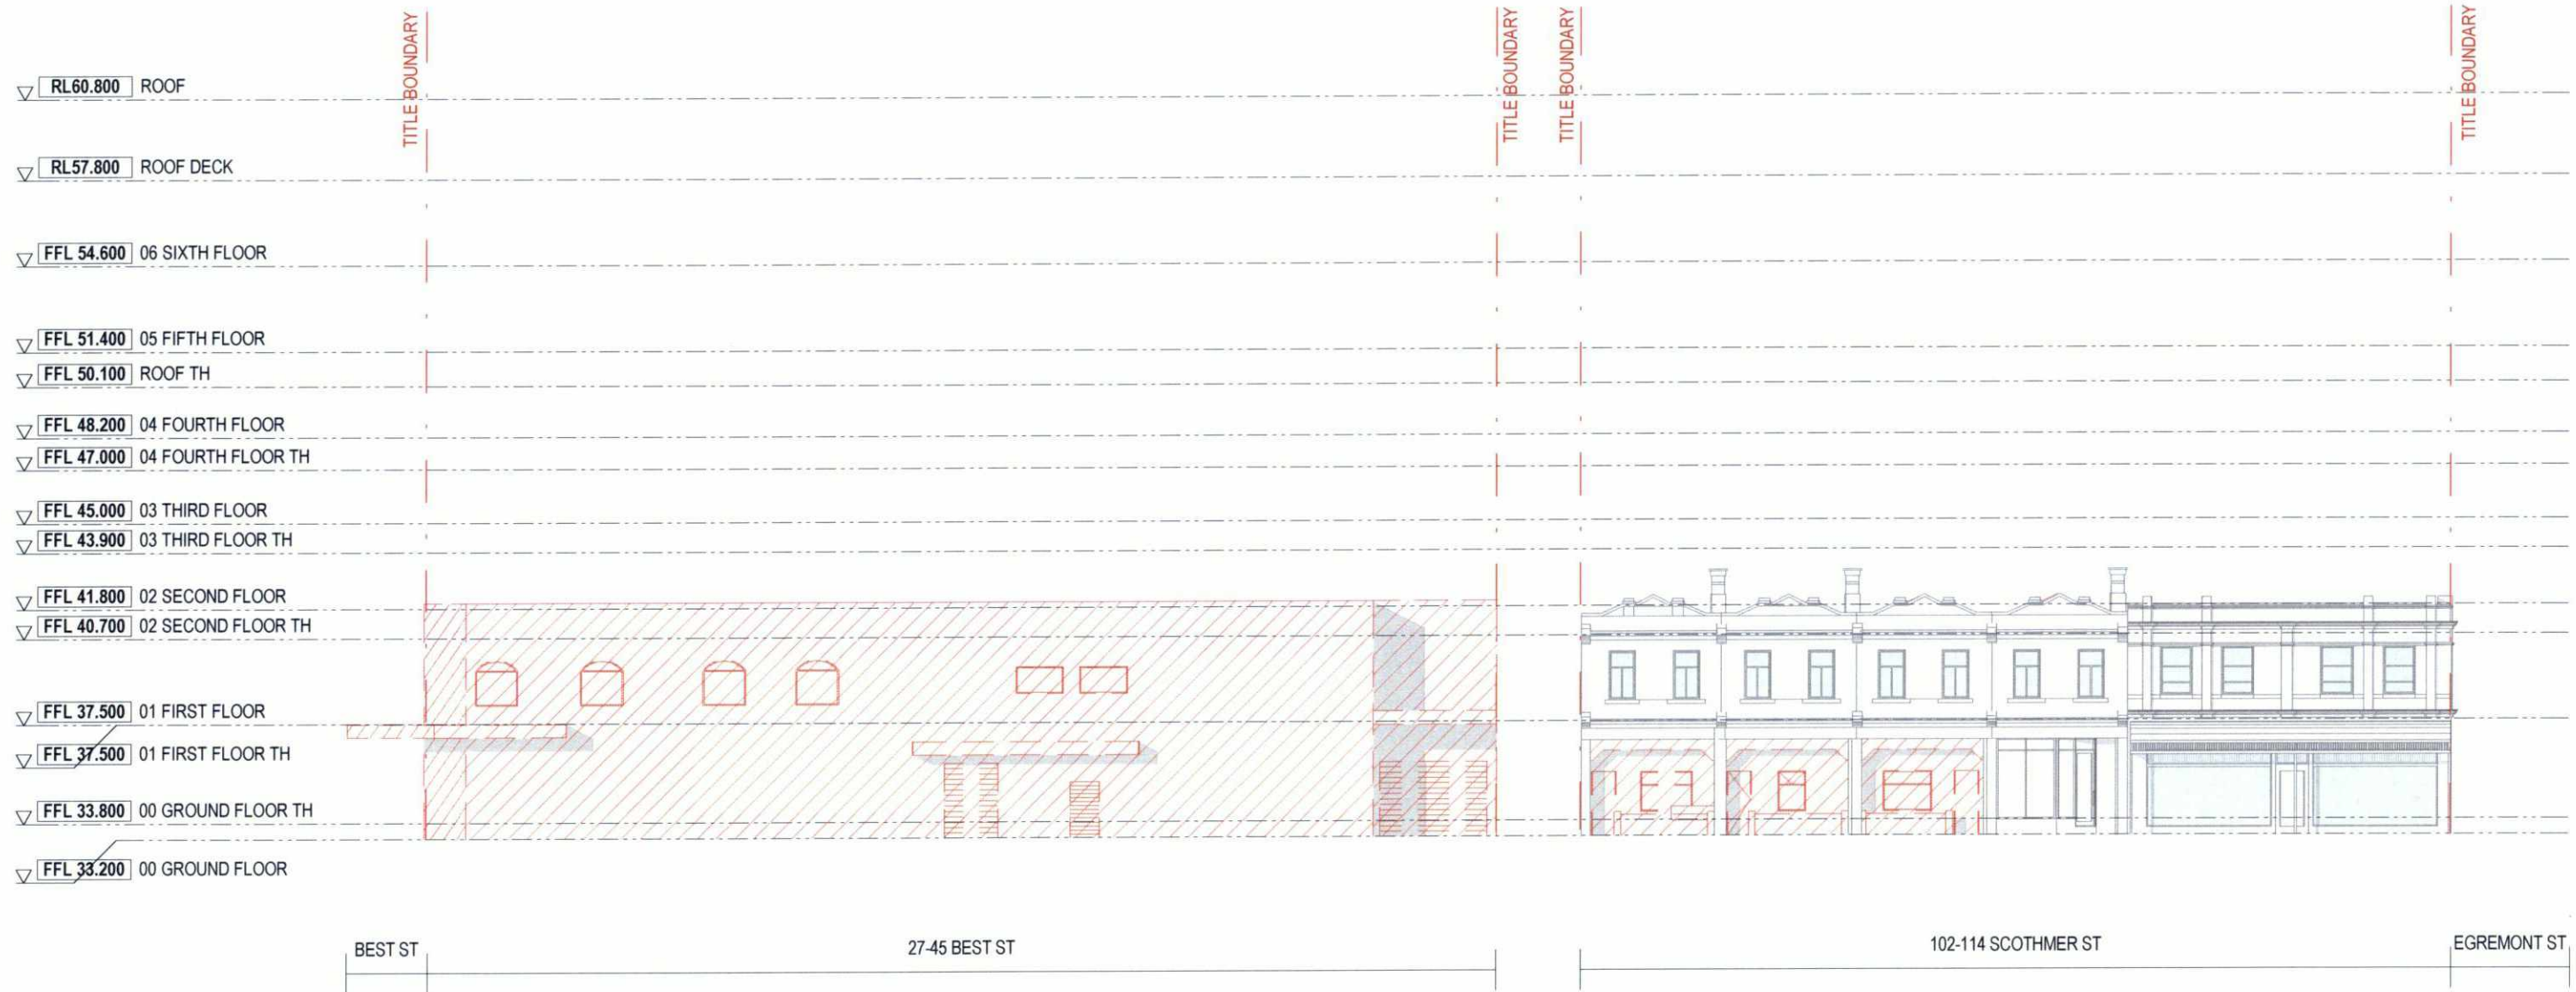 TITLE BOUNDARY
TITLE BOUNDARY
TITLE BOUNDARY
TITLE BOUNDARY
RL60.800 ROOF
RL57.800 ROOF DECK
FFL 54.600 06 SIXTH FLOOR
FFL 51.400 05 FIFTH FLOOR
FFL 50.100 ROOF TH
FFL 48.200 04 FOURTH FLOOR
FFL 47.000 04 FOURTH FLOOR TH
FFL 45.000 03 THIRD FLOOR
FFL 43.900 03 THIRD FLOOR TH
FFL 41.800 02 SECOND FLOOR
FFL 40.700 02 SECOND FLOOR TH
FFL 37.500 01 FIRST FLOOR
FFL 37.500 01 FIRST FLOOR TH
FFL 33.800 00 GROUND FLOOR TH
FFL 33.200 00 GROUND FLOOR
BEST ST 27-45 BEST ST 102-114 SCOTHMER ST EGREMONT ST